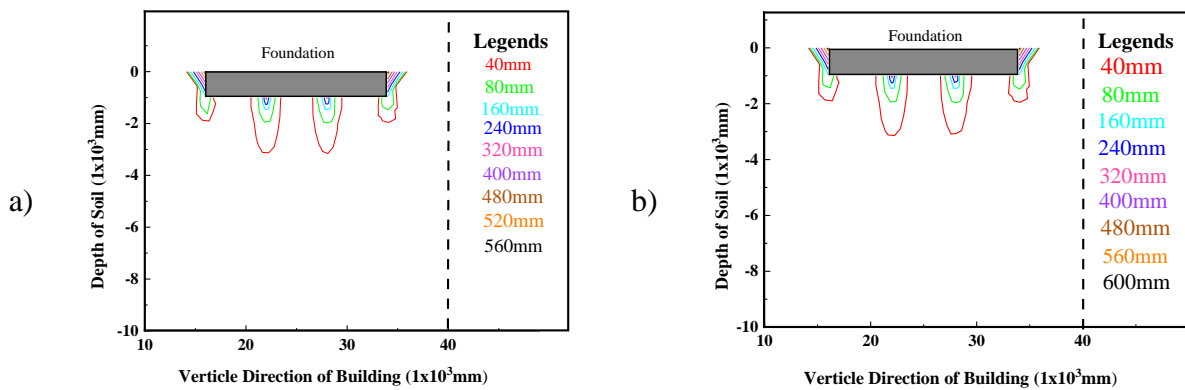 a)
Foundation
Legends
40mm
80mm
160mm
240mm
320mm
400mm
480mm
520mm
560mm
0
-2
-4
-6
-8
-10
10
20
30
40
Depth of Soil (1x10³mm)
Verticle Direction of Building (1x10³mm)
b)
Foundation
Legends
40mm
80mm
160mm
240mm
320mm
400mm
480mm
560mm
600mm
0
-2
-4
-6
-8
-10
10
20
30
40
Depth of Soil (1x10³mm)
Verticle Direction of Building (1x10³mm)